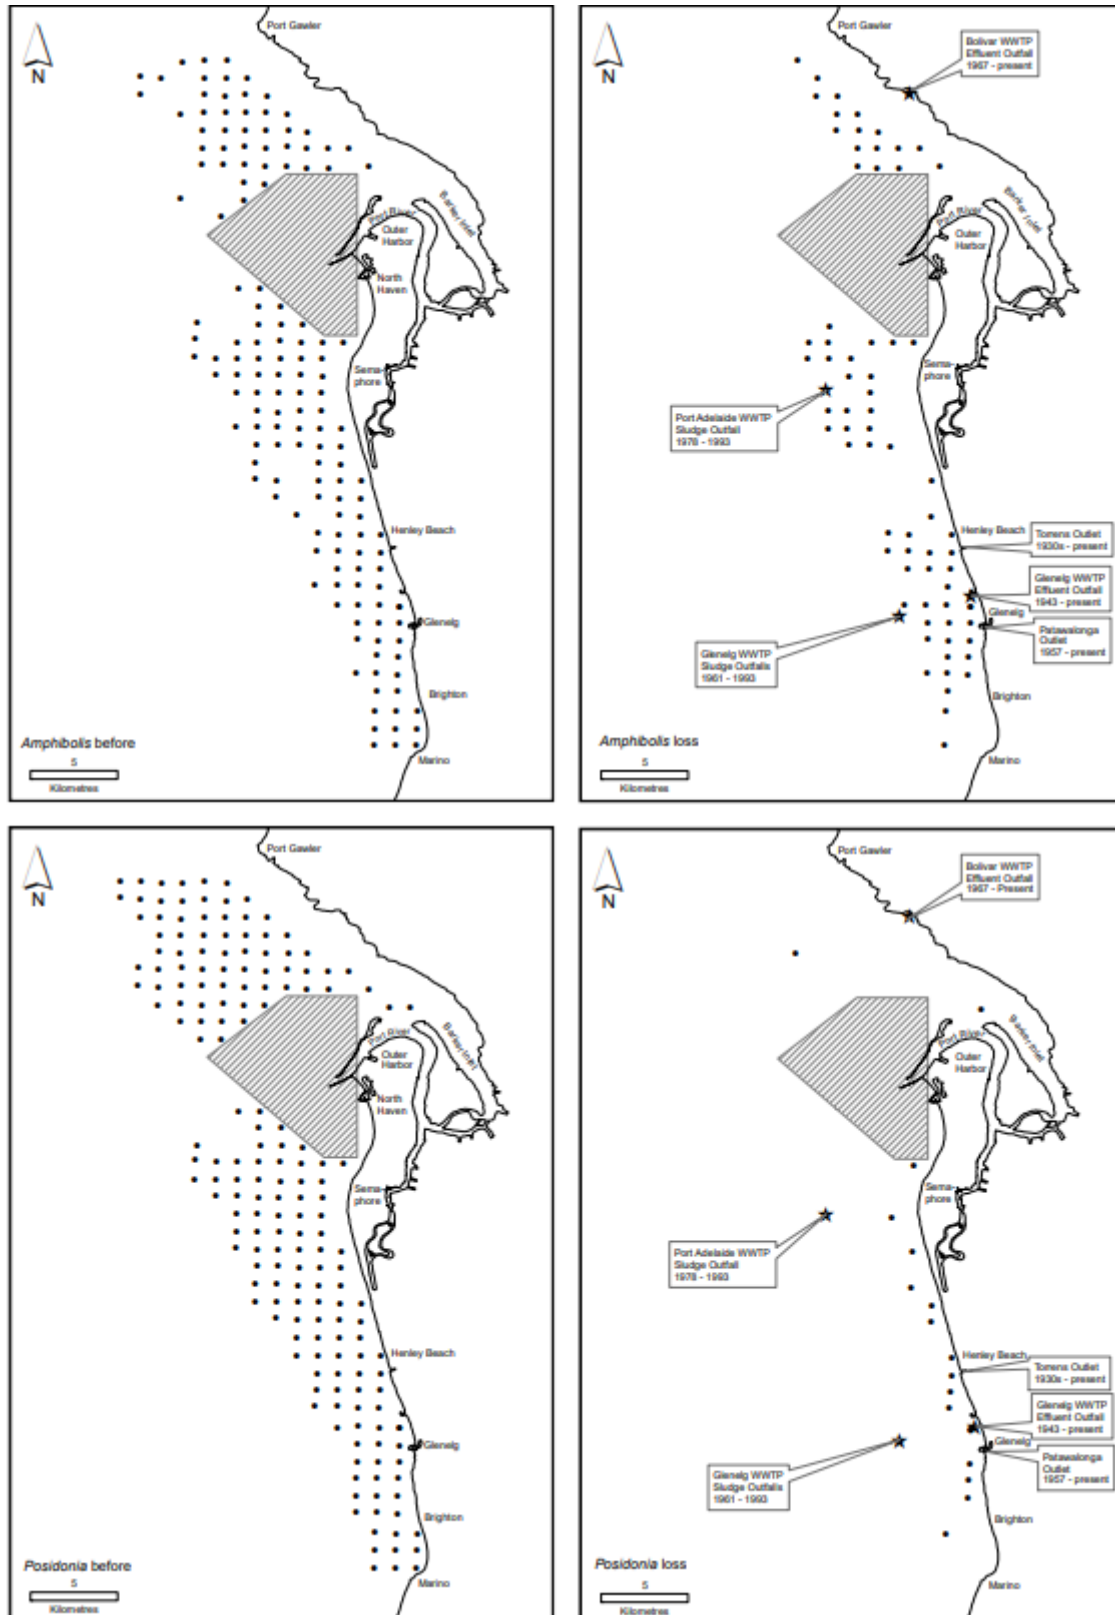 Port Gawler
N
Port River
Barker Inlet
Outer
Harbor
North
Haven
Sema-
phore
Henley Beach
Glenelg
Brighton
Marino
Amphibolis before
5
Kilometres
Port Gawler
N
Bolivar WWTP
Effluent Outfall
1967 - present
Port River
Barker Inlet
Outer
Harbor
Sema-
phore
Port Adelaide WWTP
Sludge Outfall
1978 - 1993
Henley Beach
Torrens Outlet
1930s - present
Glenelg WWTP
Effluent Outfall
1943 - present
Glenelg
Patawalonga
Outlet
1957 - present
Glenelg WWTP
Sludge Outfalls
1961 - 1993
Brighton
Marino
Amphibolis loss
5
Kilometres
Port Gawler
N
Port River
Barker Inlet
Outer
Harbor
North
Haven
Sema-
phore
Henley Beach
Glenelg
Brighton
Marino
Posidonia before
5
Kilometres
Port Gawler
N
Bolivar WWTP
Effluent Outfall
1967 - Present
Port River
Barker Inlet
Outer
Harbor
Sema-
phore
Port Adelaide WWTP
Sludge Outfall
1978 - 1993
Henley Beach
Torrens Outlet
1930s - present
Glenelg WWTP
Effluent Outfall
1943 - present
Glenelg
Patawalonga
Outlet
1957 - present
Glenelg WWTP
Sludge Outfalls
1961 - 1993
Brighton
Marino
Posidonia loss
5
Kilometres